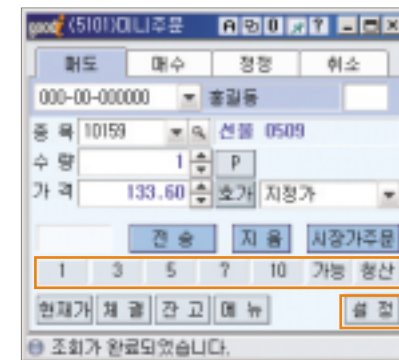 good (5101)미니주문 A 0 ?
매도 매수 정정 취소
000-00-000000 홍길동
종 목 10159 선물 0509
수 량 1 P
가 격 133.60 호가 지정가
전 송 지 움 시장가주문
1 3 5 7 10 가능 청산
현재가 체 결 잔 고 메 뉴 설 정
조회가 완료되었습니다.